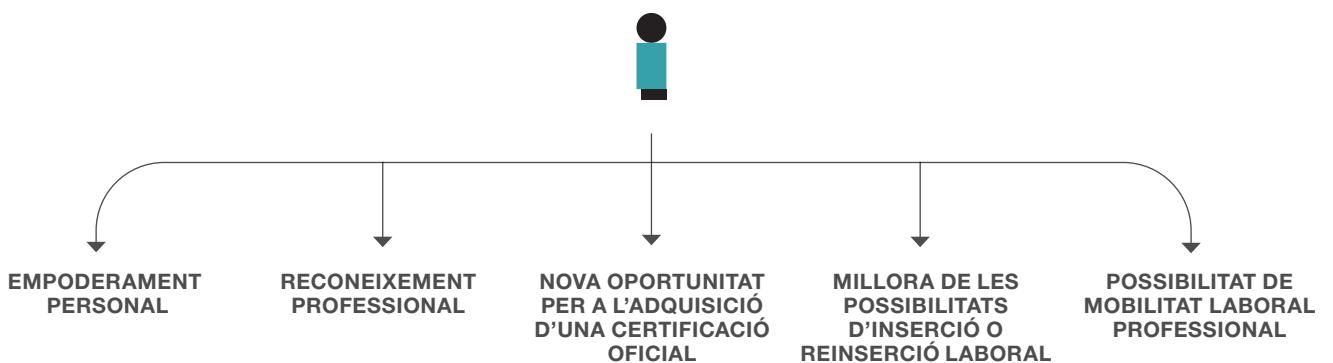 EMPODERAMENT
PERSONAL
RECONEIXEMENT
PROFESSIONAL
NOVA OPORTUNITAT
PER A L’ADQUISICIÓ
D’UNA CERTIFICACIÓ
OFICIAL
MILLORA DE LES
POSSIBILITATS
D’INSERCIÓ O
REINSERCIÓ LABORAL
POSSIBILITAT DE
MOBILITAT LABORAL
PROFESSIONAL